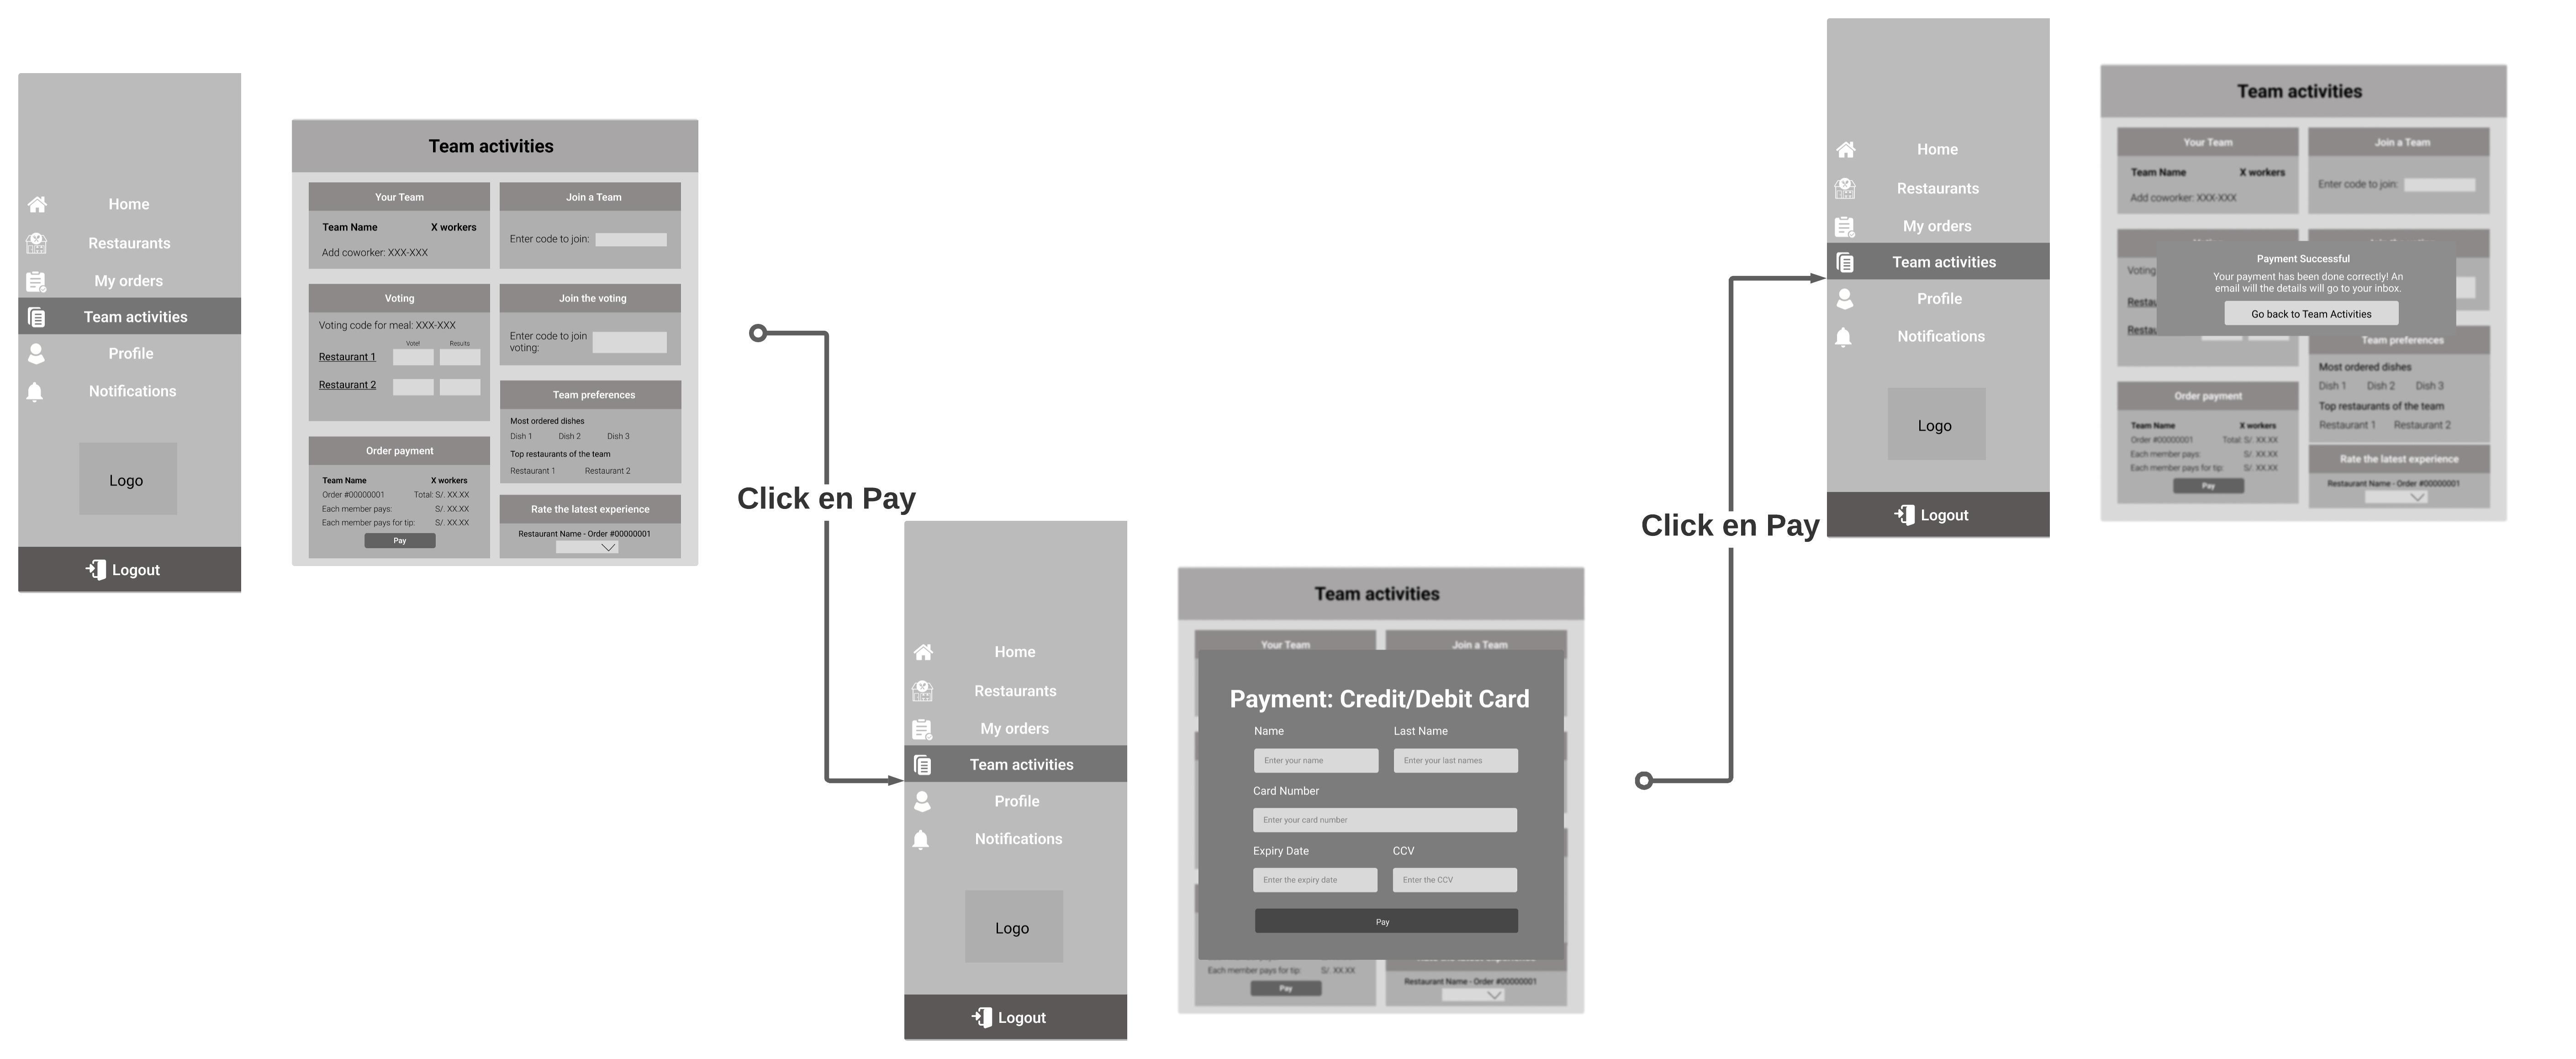 Home
Restaurants
My orders
Team activities
Profile
Notifications
Logo
Logout
Team activities
Your Team
Team Name X workers
Add coworker: XXX-XXX
Join a Team
Enter code to join:
Voting
Voting code for meal: XXX-XXX
Vote! Results
Restaurant 1
Restaurant 2
Join the voting
Enter code to join
voting:
Team preferences
Most ordered dishes
Dish 1 Dish 2 Dish 3
Top restaurants of the team
Restaurant 1 Restaurant 2
Order payment
Team Name X workers
Order #00000001 Total: S/. XX.XX
Each member pays: S/. XX.XX
Each member pays for tip: S/. XX.XX
Pay
Rate the latest experience
Restaurant Name - Order #00000001
Click en Pay
Home
Restaurants
My orders
Team activities
Profile
Notifications
Logo
Logout
Team activities
Your Team
Join a Team
Payment: Credit/Debit Card
Name Last Name
Enter your name Enter your last names
Card Number
Enter your card number
Expiry Date CCV
Enter the expiry date Enter the CCV
Pay
Each member pays for tip: S/. XX.XX
Pay
Restaurant Name - Order #00000001
Click en Pay
Home
Restaurants
My orders
Team activities
Profile
Notifications
Logo
Logout
Team activities
Your Team
Team Name X workers
Add coworker: XXX-XXX
Join a Team
Enter code to join:
Voting
Payment Successful
Your payment has been done correctly! An
email will the details will go to your inbox.
Go back to Team Activities
Team preferences
Most ordered dishes
Dish 1 Dish 2 Dish 3
Top restaurants of the team
Restaurant 1 Restaurant 2
Order payment
Team Name X workers
Order #00000001 Total: S/. XX.XX
Each member pays: S/. XX.XX
Each member pays for tip: S/. XX.XX
Pay
Rate the latest experience
Restaurant Name - Order #00000001